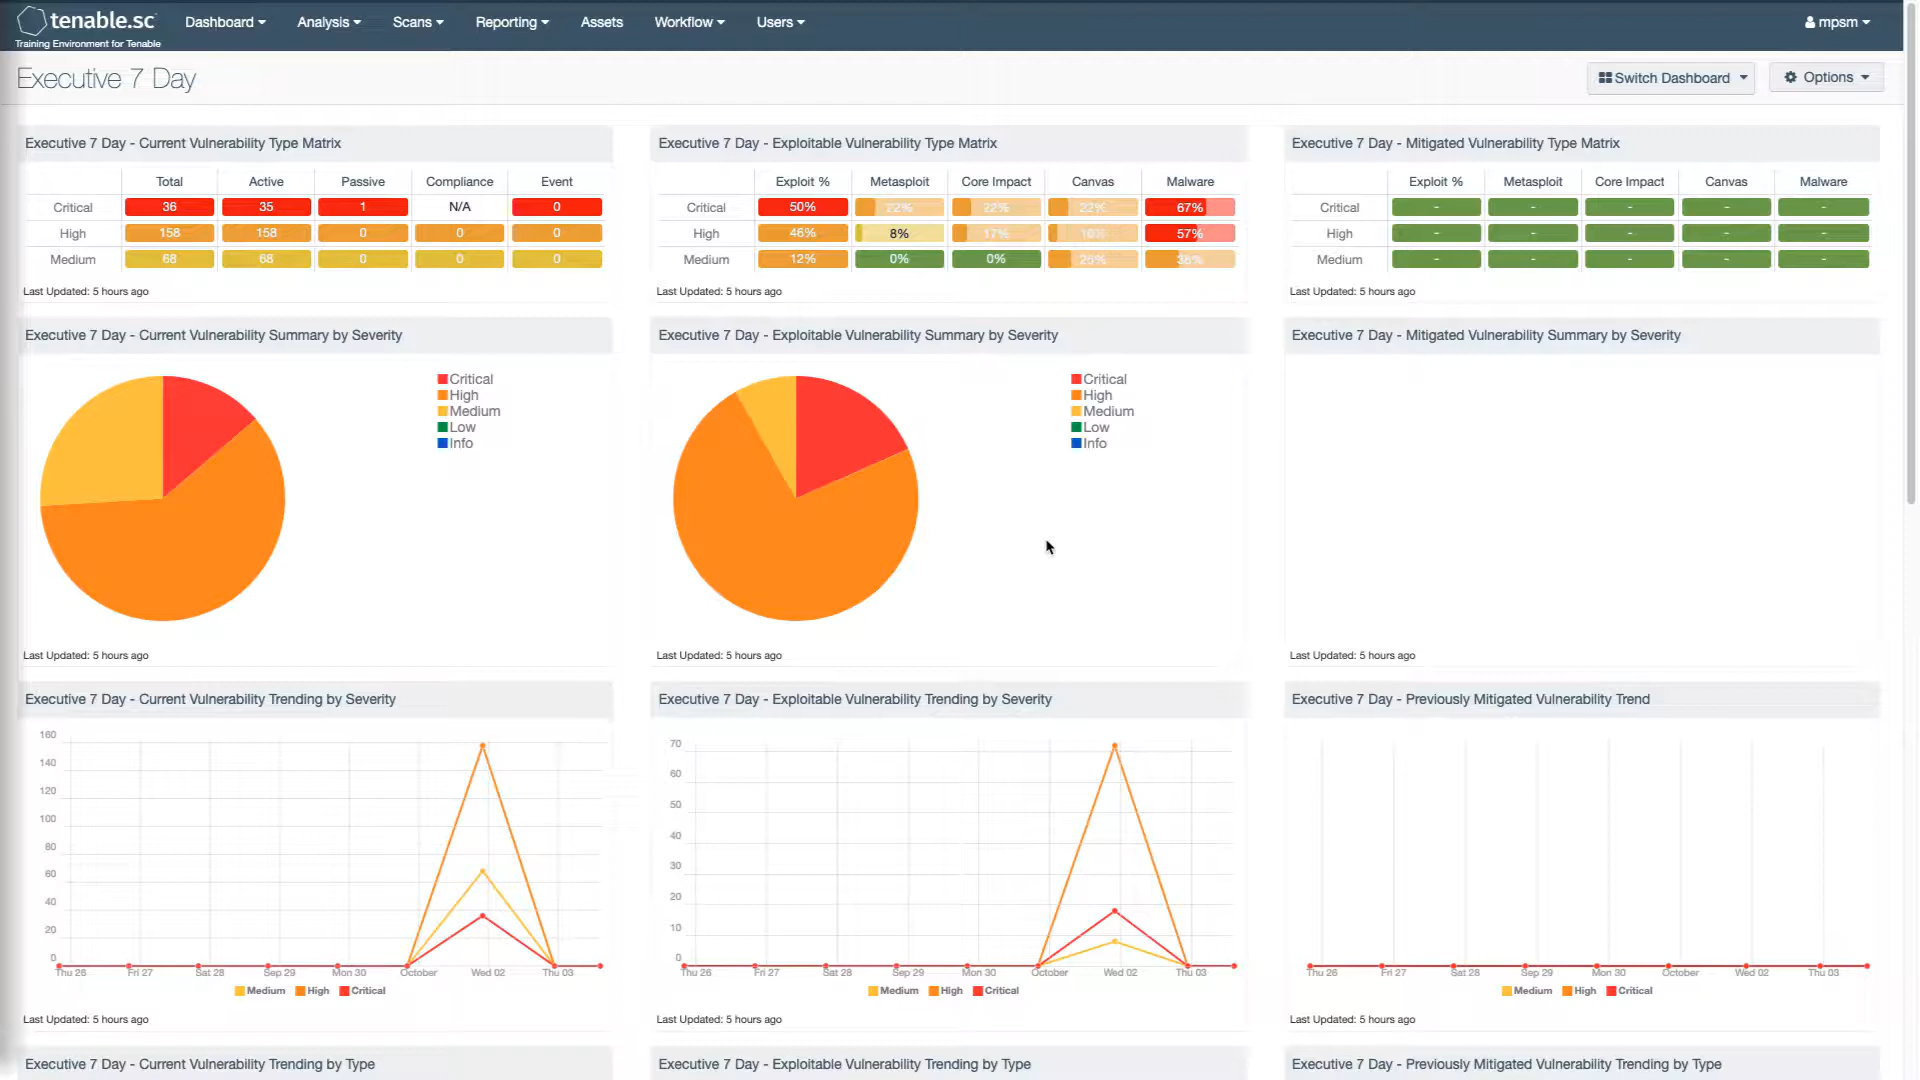 tenable.sc Dashboard Analysis Scans Reporting Assets Workflow Users mpsm
Training Environment for Tenable
Executive 7 Day Switch Dashboard Options
Executive 7 Day - Current Vulnerability Type Matrix
Total Active Passive Compliance Event
Critical 36 35 1 N/A 0
High 158 158 0 0 0
Medium 68 68 0 0 0
Last Updated: 5 hours ago
Executive 7 Day - Exploitable Vulnerability Type Matrix
Exploit % Metasploit Core Impact Canvas Malware
Critical 50% 22% 22% 22% 67%
High 46% 8% 17% 57%
Medium 12% 0% 0% 26%
Last Updated: 5 hours ago
Executive 7 Day - Mitigated Vulnerability Type Matrix
Exploit % Metasploit Core Impact Canvas Malware
Critical - - - - -
High - - - - -
Medium - - - - -
Last Updated: 5 hours ago
Executive 7 Day - Current Vulnerability Summary by Severity
Critical
High
Medium
Low
Info
Last Updated: 5 hours ago
Executive 7 Day - Exploitable Vulnerability Summary by Severity
Critical
High
Medium
Low
Info
Last Updated: 5 hours ago
Executive 7 Day - Mitigated Vulnerability Summary by Severity
Last Updated: 5 hours ago
Executive 7 Day - Current Vulnerability Trending by Severity
160
140
120
100
80
60
40
20
0
Thu 26 Fri 27 Sat 28 Sep 29 Mon 30 October Wed 02 Thu 03
Medium High Critical
Last Updated: 5 hours ago
Executive 7 Day - Exploitable Vulnerability Trending by Severity
70
60
50
40
30
20
10
0
Thu 26 Fri 27 Sat 28 Sep 29 Mon 30 October Wed 02 Thu 03
Medium High Critical
Last Updated: 5 hours ago
Executive 7 Day - Previously Mitigated Vulnerability Trend
Thu 26 Fri 27 Sat 28 Sep 29 Mon 30 October Wed 02 Thu 03
Medium High Critical
Last Updated: 5 hours ago
Executive 7 Day - Current Vulnerability Trending by Type
Executive 7 Day - Exploitable Vulnerability Trending by Type
Executive 7 Day - Previously Mitigated Vulnerability Trending by Type